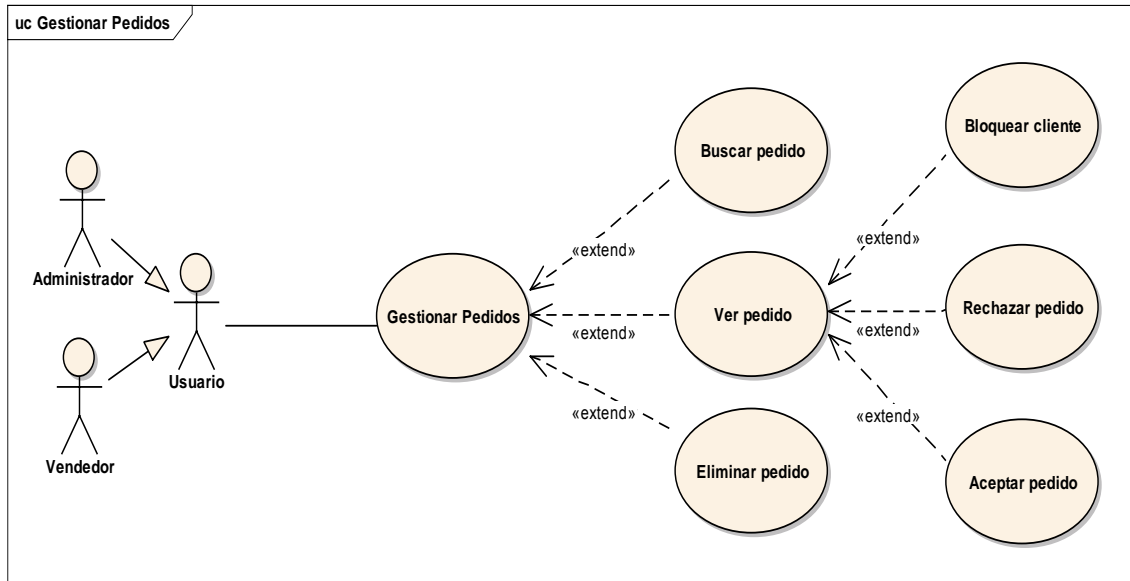 uc Gestionar Pedidos
Administrador
Vendedor
Usuario
Gestionar Pedidos
Buscar pedido
«extend»
Ver pedido
«extend»
Eliminar pedido
«extend»
Bloquear cliente
«extend»
Rechazar pedido
«extend»
Aceptar pedido
«extend»